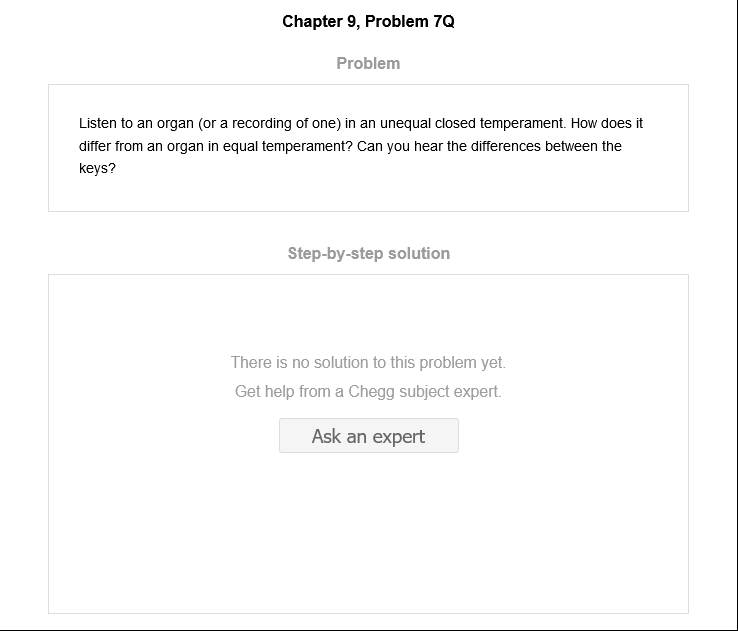 Chapter 9, Problem 7Q
Problem
Listen to an organ (or a recording of one) in an unequal closed temperament. How does it
differ from an organ in equal temperament? Can you hear the differences between the
keys?
Step-by-step solution
There is no solution to this problem yet.
Get help from a Chegg subject expert.
Ask an expert